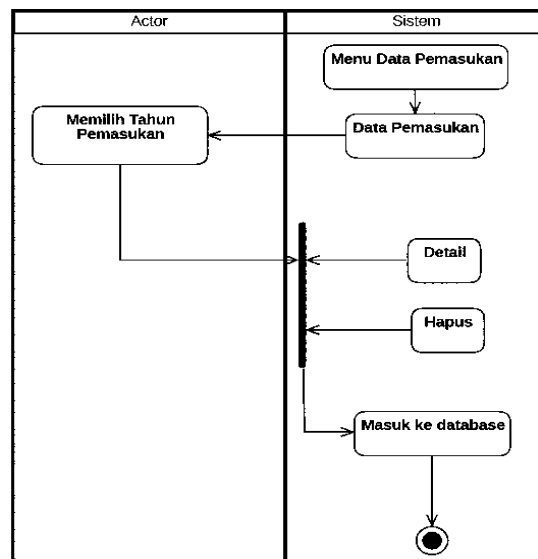 Actor
Sistem
Menu Data Pemasukan
Memilih Tahun
Pemasukan
Data Pemasukan
Detail
Hapus
Masuk ke database